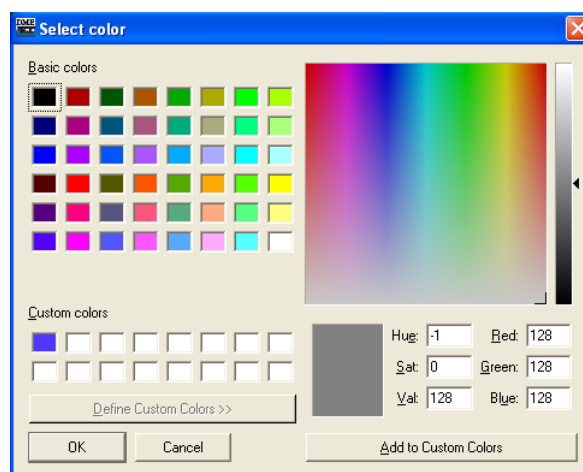 DME
Select color
Basic colors
Custom colors
Hue: -1
Red: 128
Sat: 0
Green: 128
Val: 128
Blue: 128
Define Custom Colors >>
OK
Cancel
Add to Custom Colors